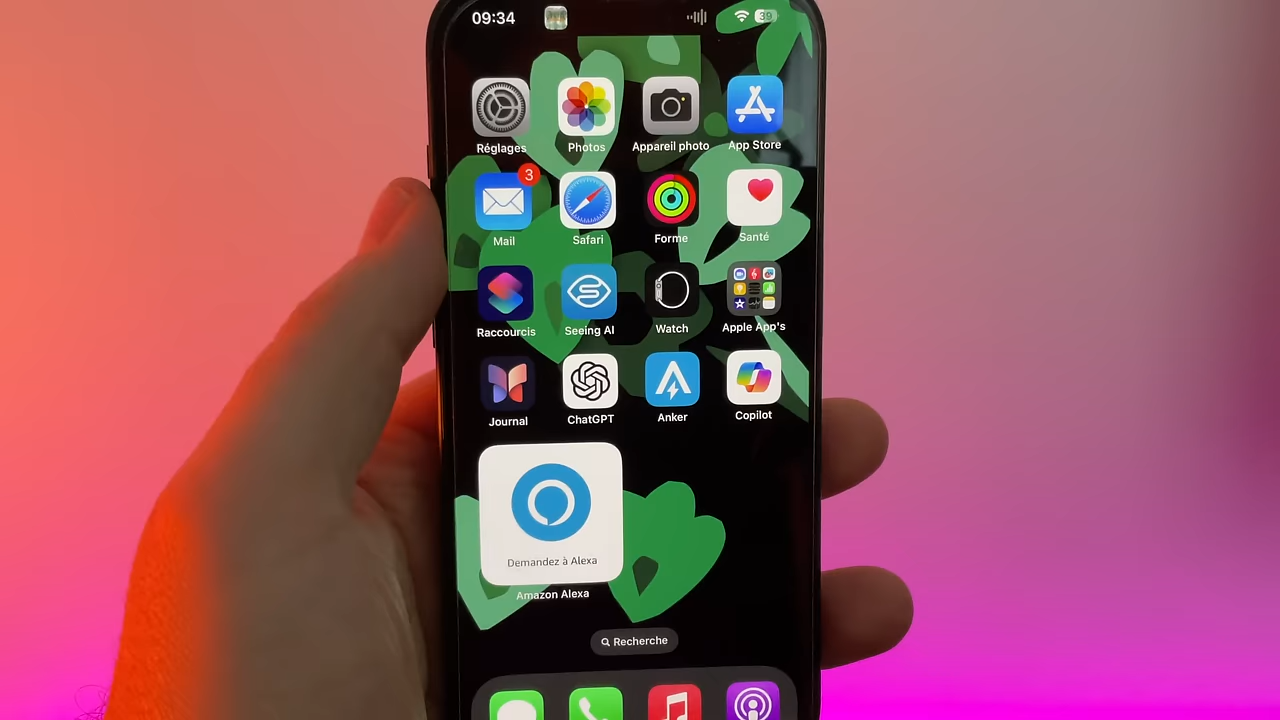 09:34
39
Réglages
Photos
Appareil photo
App Store
3
Mail
Safari
Forme
Santé
Raccourcis
Seeing AI
Watch
Apple App's
Journal
ChatGPT
Anker
Copilot
Demandez à Alexa
Amazon Alexa
Recherche